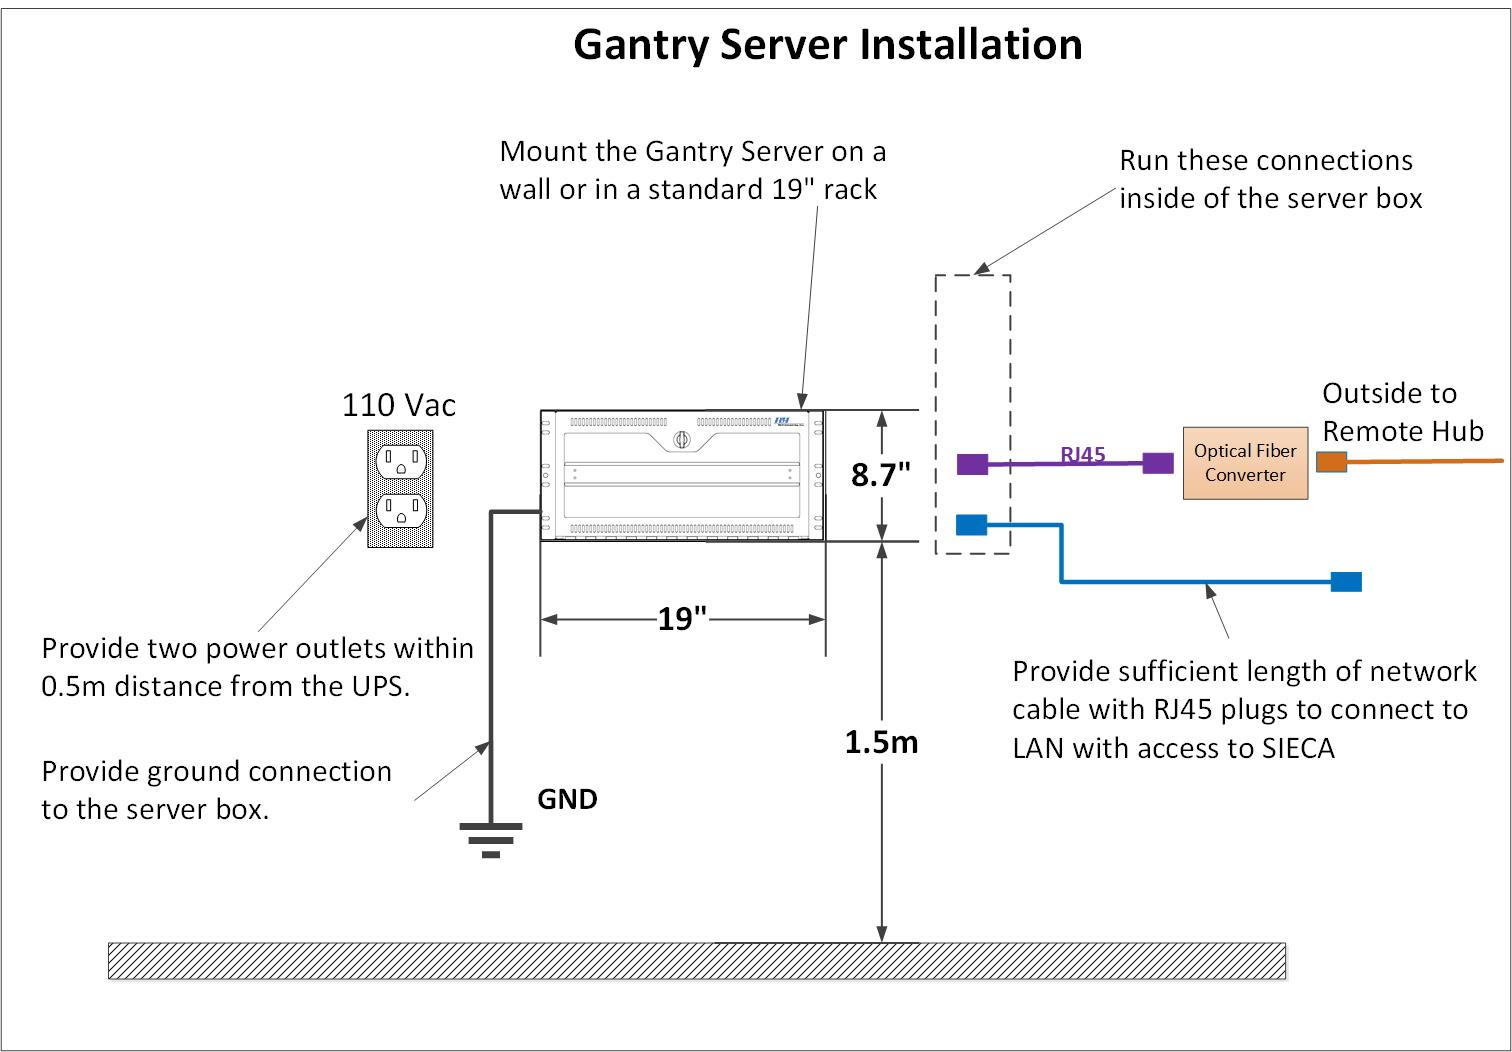 Gantry Server Installation
Mount the Gantry Server on a
wall or in a standard 19" rack
Run these connections
inside of the server box
110 Vac
Outside to
Remote Hub
RJ45
Optical Fiber
Converter
8.7"
19"
Provide two power outlets within
0.5m distance from the UPS.
Provide sufficient length of network
cable with RJ45 plugs to connect to
LAN with access to SIECA
1.5m
Provide ground connection
to the server box.
GND